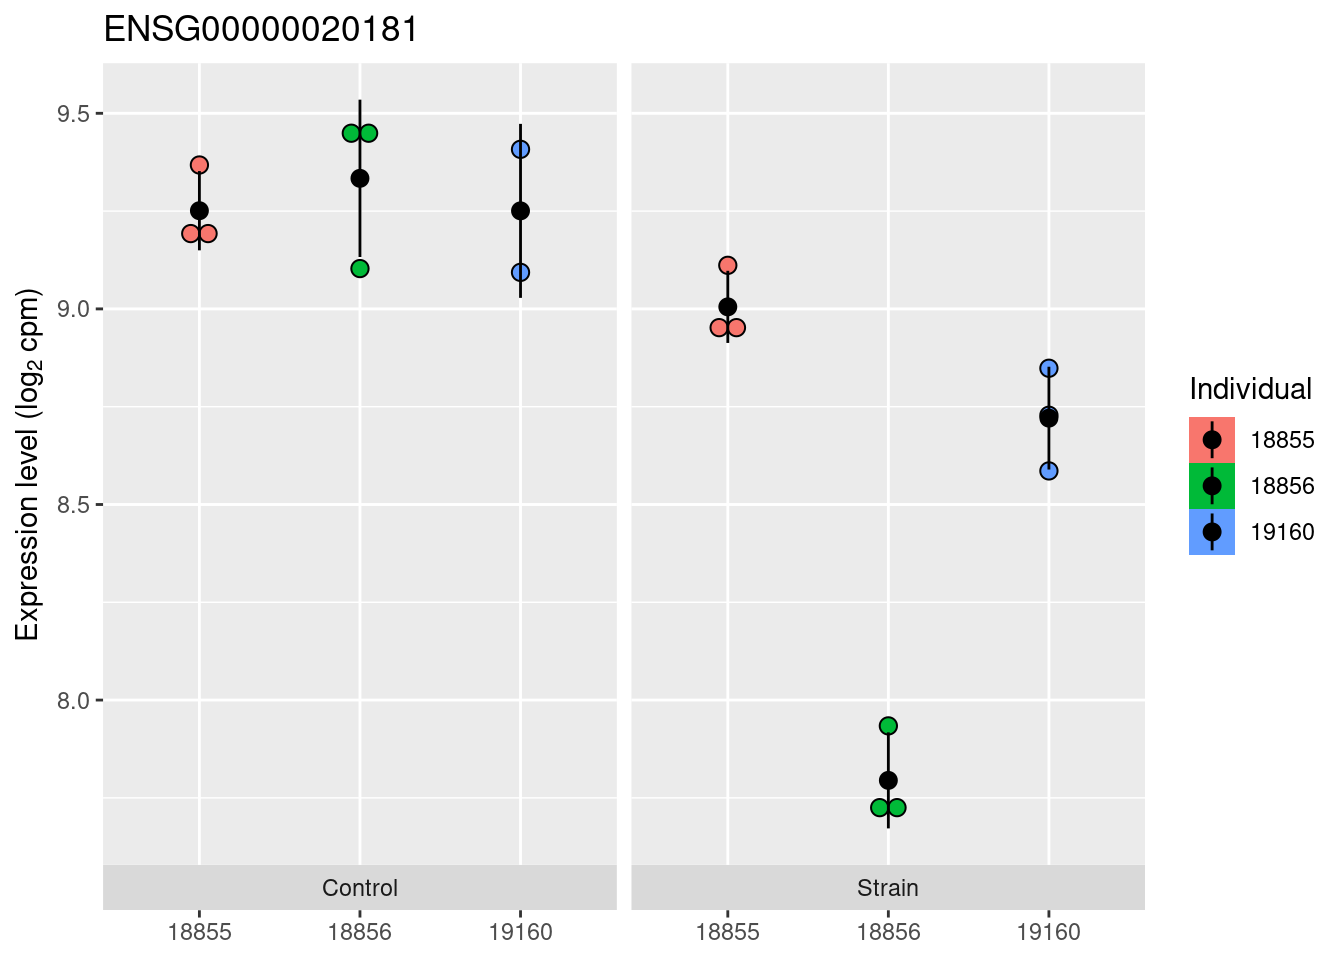 ENSG00000020181
Expression level (log₂ cpm)
9.5
9.0
8.5
8.0
Control
Strain
18855 18856 19160
18855 18856 19160
Individual
18855
18856
19160